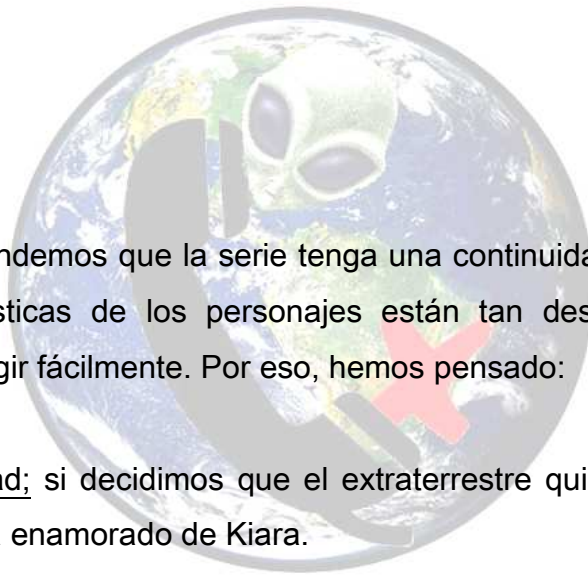 ndemos que la serie tenga una continuida
sticas de los personajes están tan des
gir fácilmente. Por eso, hemos pensado:
ad; si decidimos que el extraterrestre qui
enamorado de Kiara.